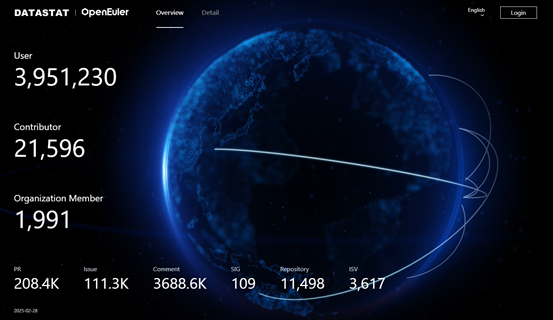 DATASTAT | OpenEuler Overview Detail English Login
User
3,951,230
Contributor
21,596
Organization Member
1,991
PR Issue Comment SIG Repository ISV
208.4K 111.3K 3688.6K 109 11,498 3,617
2025-02-28